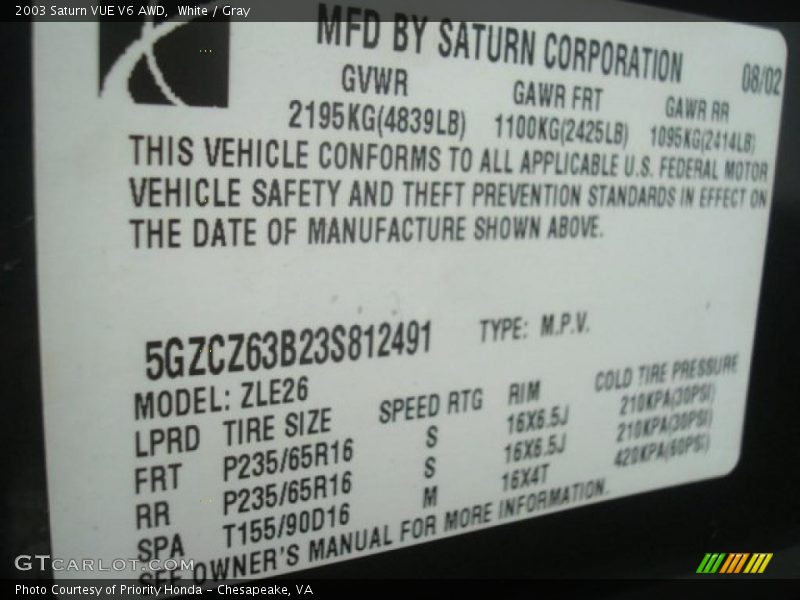 2003 Saturn VUE V6 AWD, White / Gray
MFD BY SATURN CORPORATION 08/02
GVWR GAWR FRT GAWR RR
2195KG(4839LB) 1100KG(2425LB) 1095KG(2414LB)
THIS VEHICLE CONFORMS TO ALL APPLICABLE U.S. FEDERAL MOTOR
VEHICLE SAFETY AND THEFT PREVENTION STANDARDS IN EFFECT ON
THE DATE OF MANUFACTURE SHOWN ABOVE.
5GZCZ63B23S812491 TYPE: M.P.V.
MODEL: ZLE26
LPRD TIRE SIZE SPEED RTG RIM COLD TIRE PRESSURE
FRT P235/65R16 S 16X6.5J 210KPA(30PSI)
RR P235/65R16 S 16X6.5J 210KPA(30PSI)
SPA T155/90D16 M 16X4T 420KPA(60PSI)
SEE OWNER'S MANUAL FOR MORE INFORMATION.
GTCARLOT.COM
Photo Courtesy of Priority Honda - Chesapeake, VA